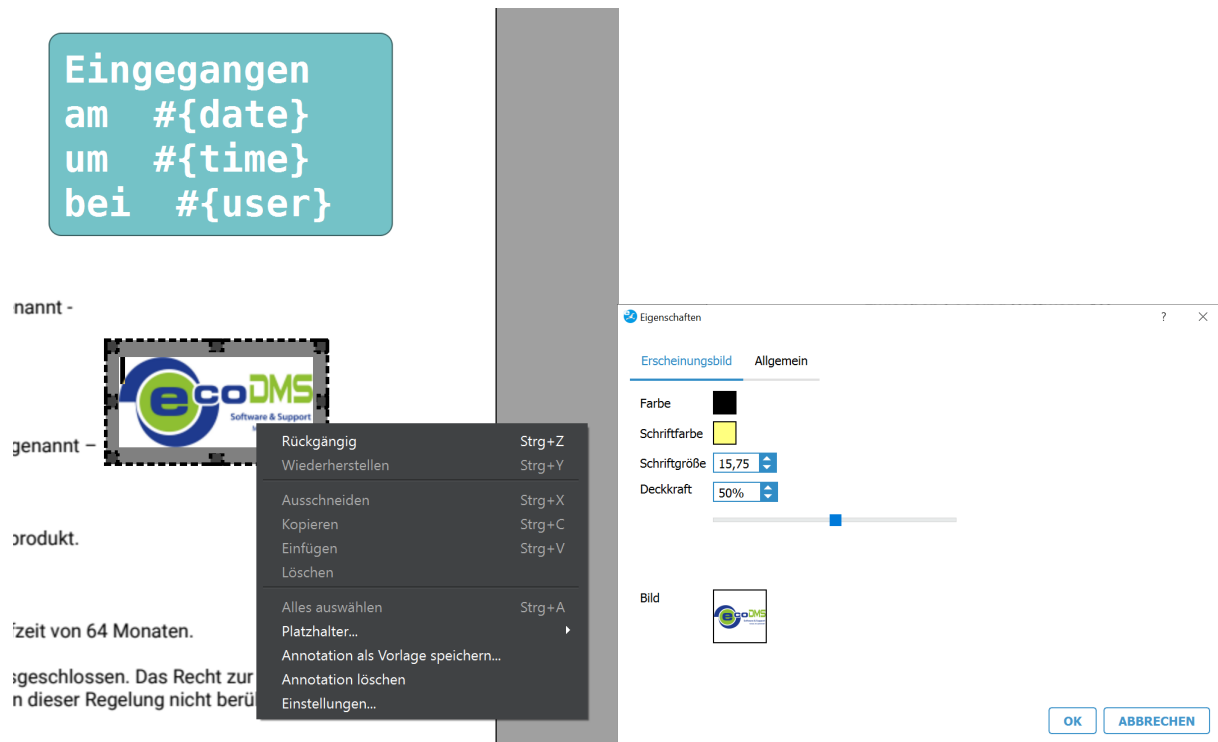 Eingegangen
am #{date}
um #{time}
bei #{user}
nannt -
ecoDMS
Software & Support
genannt –
produkt.
fzeit von 64 Monaten.
sgeschlossen. Das Recht zur
n dieser Regelung nicht berü
Rückgängig Strg+Z
Wiederherstellen Strg+Y
Ausschneiden Strg+X
Kopieren Strg+C
Einfügen Strg+V
Löschen
Alles auswählen Strg+A
Platzhalter...
Annotation als Vorlage speichern...
Annotation löschen
Einstellungen...
Eigenschaften ?
Erscheinungsbild Allgemein
Farbe
Schriftfarbe
Schriftgröße 15,75
Deckkraft 50%
Bild
ecoDMS
OK ABBRECHEN